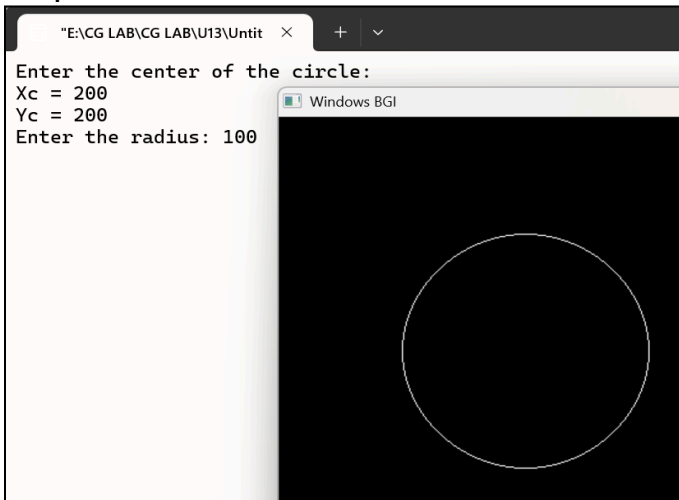 "E:\CG LAB\CG LAB\U13\Untit
Enter the center of the circle:
Xc = 200
Yc = 200
Enter the radius: 100
Windows BGI